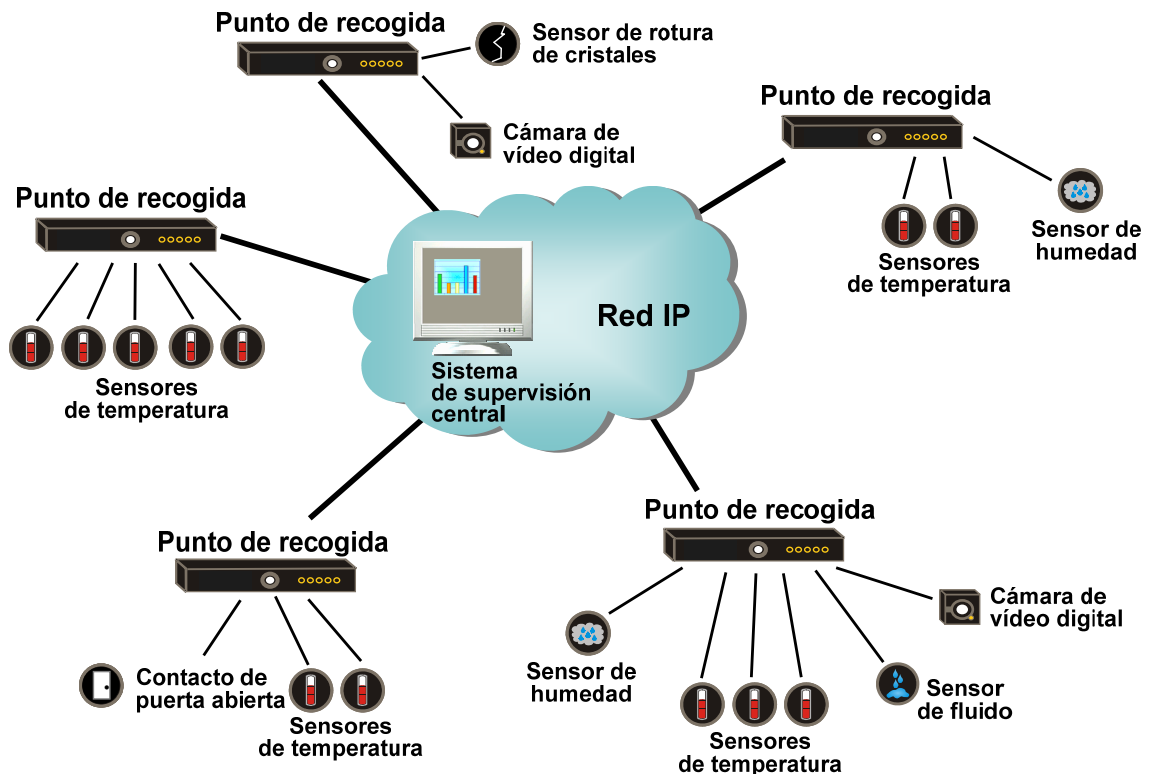 Punto de recogida
Sensor de rotura
de cristales
Cámara de
vídeo digital
Punto de recogida
Sensores
de temperatura
Sensor de
humedad
Punto de recogida
Sensores
de temperatura
Red IP
Sistema
de supervisión
central
Punto de recogida
Contacto de
puerta abierta
Sensores
de temperatura
Punto de recogida
Sensor de
humedad
Sensores
de temperatura
Sensor
de fluido
Cámara de
vídeo digital